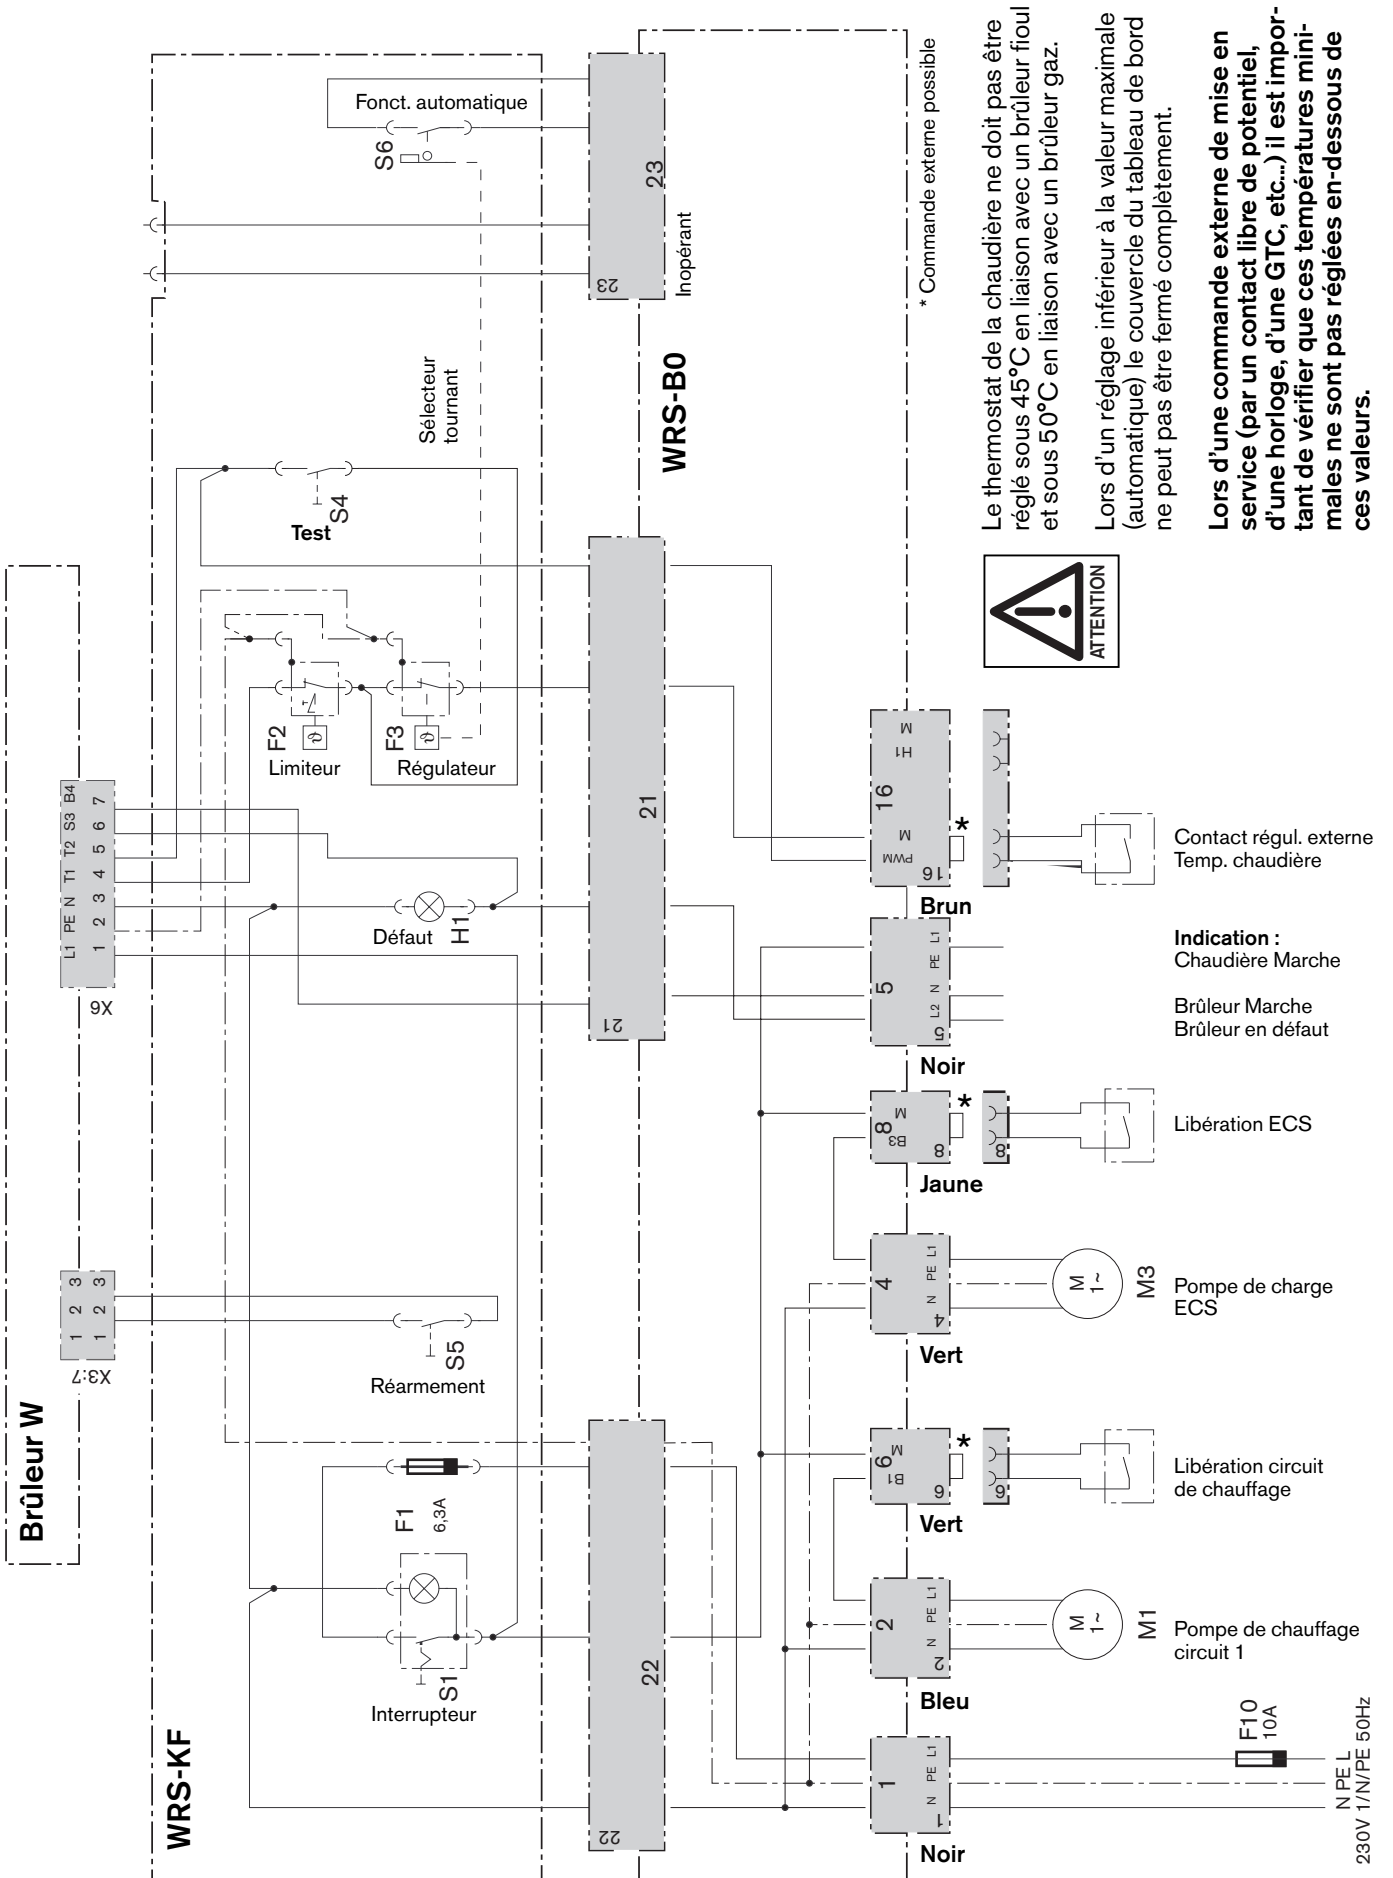 Brûleur W
X3:7
1 2 3
1 2 3
X6
L1 PE N T1 T2 S3 B4
1 2 3 4 5 6 7
WRS-KF
S1
Interrupteur
F1
6,3A
S5
Réarmement
Défaut
H1
F2
Limiteur
F3
Régulateur
ϑ
ϑ
Test
S4
Sélecteur
tournant
S6
Fonct. automatique
22
22
21
21
23
23
Inopérant
WRS-B0
1
N PE L1
1
Noir
2
N PE L1
2
Bleu
6
B1 M
6
Vert
*
6
4
N PE L1
4
Vert
8
B3 M
8
Jaune
*
8
5
L2 N PE L1
5
Noir
16
PWM M H1 M
16
Brun
*
* Commande externe possible
N PE L
230V 1/N/PE 50Hz
F10
10A
M
1~
M1
Pompe de chauffage
circuit 1
Libération circuit
de chauffage
M
1~
M3
Pompe de charge
ECS
Libération ECS
Indication :
Chaudière Marche
Brûleur Marche
Brûleur en défaut
Contact régul. externe
Temp. chaudière
ATTENTION
Le thermostat de la chaudière ne doit pas être
réglé sous 45°C en liaison avec un brûleur fioul
et sous 50°C en liaison avec un brûleur gaz.
Lors d'un réglage inférieur à la valeur maximale
(automatique) le couvercle du tableau de bord
ne peut pas être fermé complètement.
Lors d'une commande externe de mise en
service (par un contact libre de potentiel,
d'une horloge, d'une GTC, etc...) il est impor-
tant de vérifier que ces températures mini-
males ne sont pas réglées en-dessous de
ces valeurs.